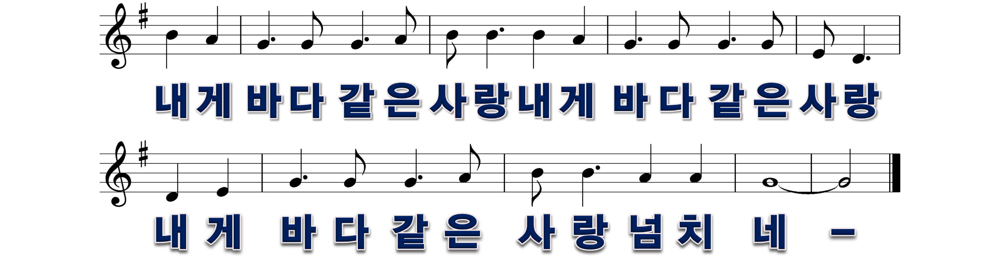 내게 바다 같은 사랑 내게 바다 같은 사랑
내게 바다 같은 사랑 넘치네 -